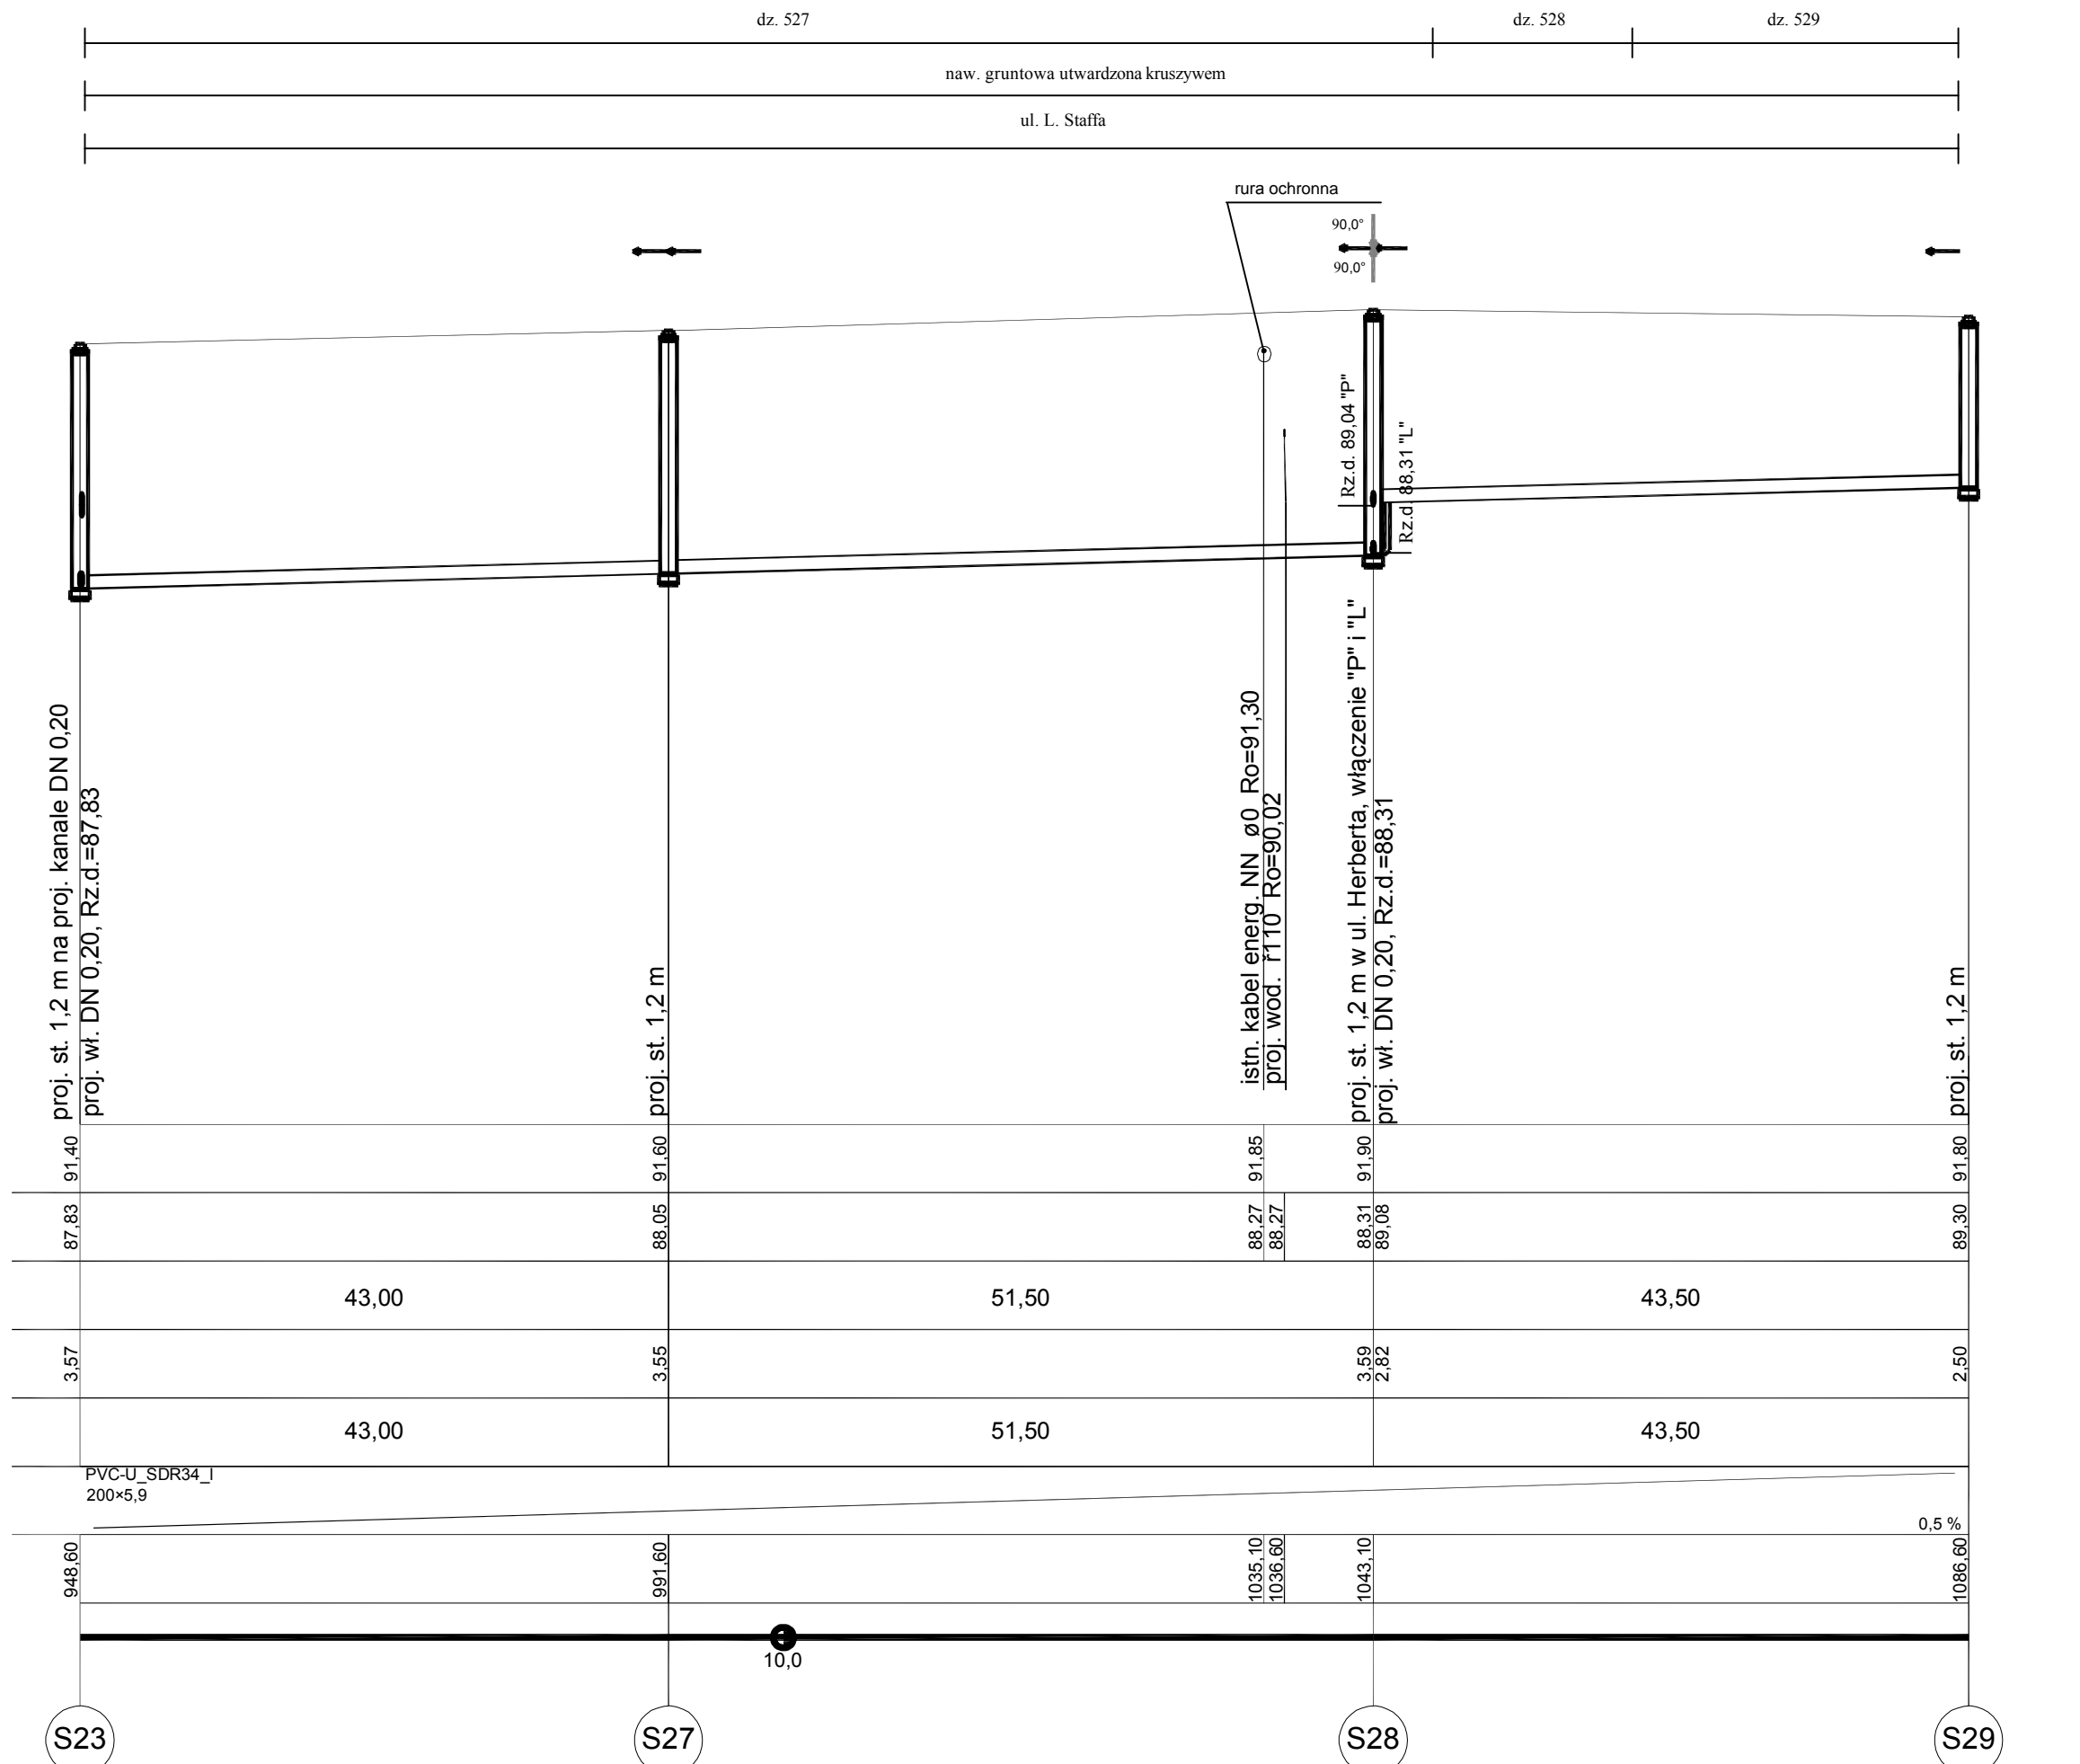 dz. 527
dz. 528
dz. 529
naw. gruntowa utwardzona kruszywem
ul. L. Staffa
rura ochronna
90,0°
90,0°
Rz.d. 89,04 "P"
Rz.d. 88,31 "L"
proj. st. 1,2 m na proj. kanale DN 0,20
proj. wł. DN 0,20, Rz.d.=87,83
proj. st. 1,2 m
istn. kabel energ. NN ø0 Ro=91,30
proj. wod. ř110 Ro=90,02
proj. st. 1,2 m w ul. Herberta, włączenie "P" i "L"
proj. wł. DN 0,20, Rz.d.=88,31
proj. st. 1,2 m
91,40
91,60
91,85
91,90
91,80
87,83
88,05
88,27
88,27
88,31
89,08
89,30
43,00
51,50
43,50
3,57
3,55
3,59
2,82
2,50
43,00
51,50
43,50
PVC-U_SDR34_I
200×5,9
0,5 %
948,60
991,60
1035,10
1036,60
1043,10
1086,60
10,0
S23
S27
S28
S29